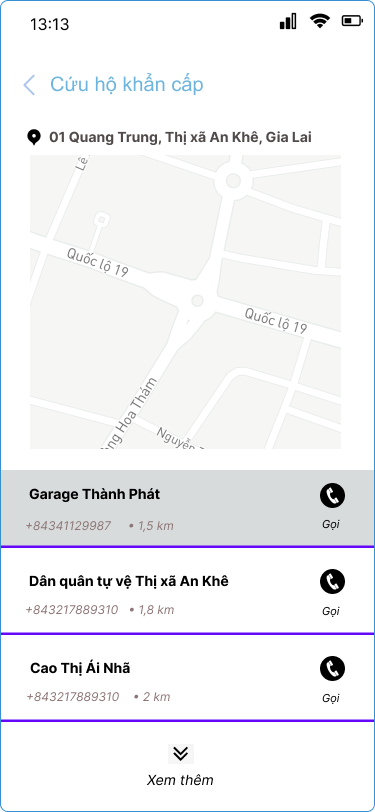 13:13
Cứu hộ khẩn cấp
01 Quang Trung, Thị xã An Khê, Gia Lai
Lê
Quốc lộ 19
Quốc lộ 19
ng Hoa Thám
Nguyễn
Garage Thành Phát
+84341129987 • 1,5 km
Gọi
Dân quân tự vệ Thị xã An Khê
+843217889310 • 1,8 km
Gọi
Cao Thị Ái Nhã
+843217889310 • 2 km
Gọi
Xem thêm